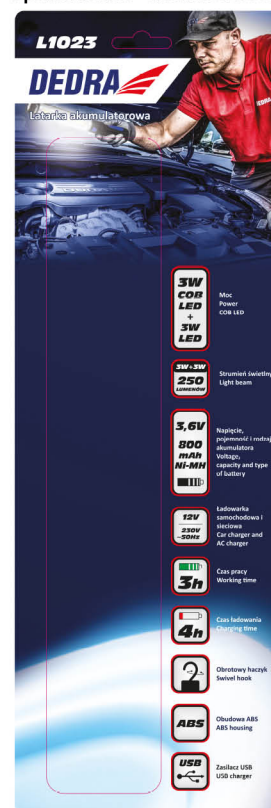 L1023
DEDRA
Latarka akumulatorowa
3W
COB
LED
+
3W
LED
Moc
Power
COB LED
3W+3W
250
LUMENÓW
Strumień świetlny
Light beam
3,6V
800
mAh
Ni-MH
Napięcie,
pojemność i rodzaj
akumulatora
Voltage,
capacity and type
of battery
12V
230V
~50Hz
Ładowarka
samochodowa i
sieciowa
Car charger and
AC charger
3h
Czas pracy
Working time
4h
Czas ładowania
Charging time
Obrotowy haczyk
Swivel hook
ABS
Obudowa ABS
ABS housing
USB
Zasilacz USB
USB charger